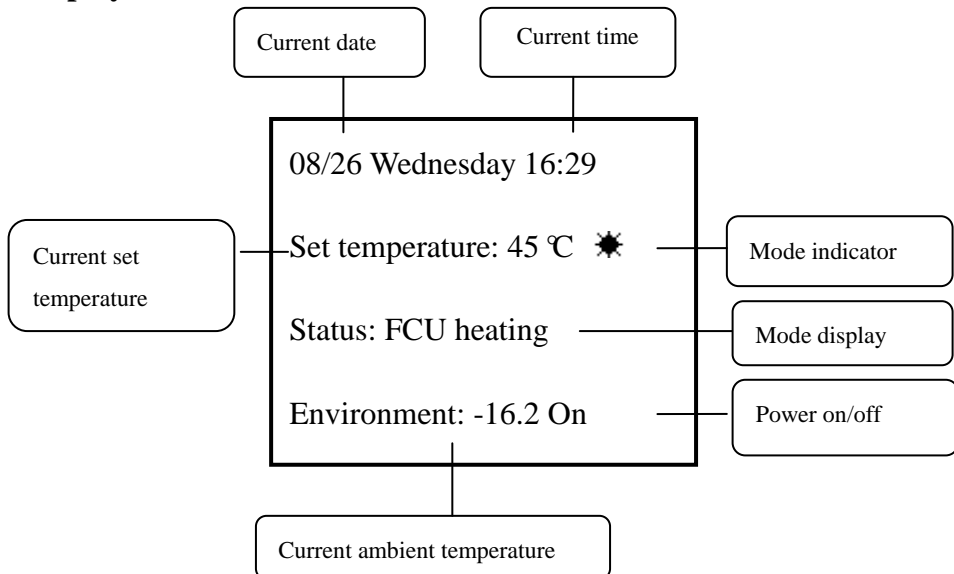 Current date
Current time
08/26 Wednesday 16:29
Current set
temperature
Set temperature: 45 ℃
Mode indicator
Status: FCU heating
Mode display
Environment: -16.2 On
Power on/off
Current ambient temperature